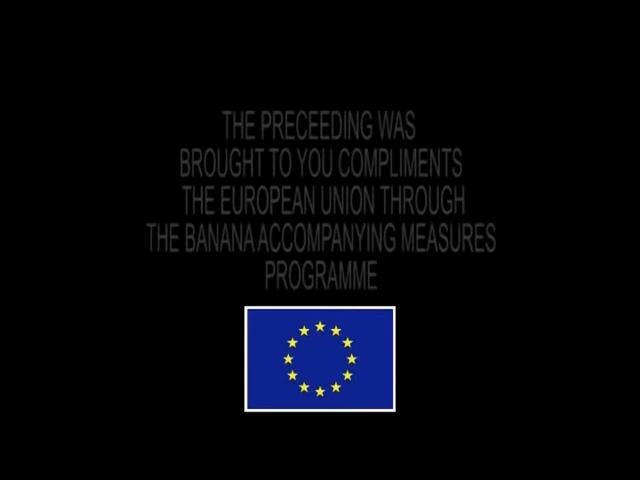 THE PRECEEDING WAS
BROUGHT TO YOU COMPLIMENTS
THE EUROPEAN UNION THROUGH
THE BANANA ACCOMPANYING MEASURES
PROGRAMME